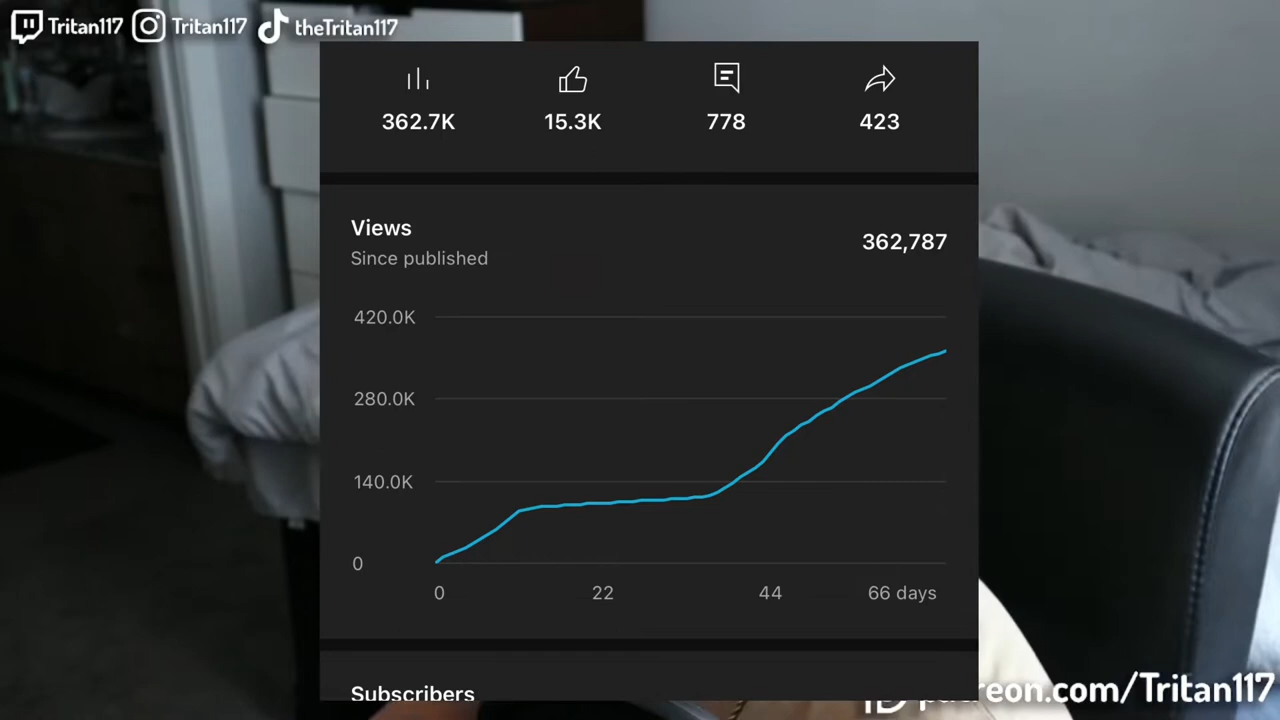 Tritan117 Tritan117 theTritan117
362.7K 15.3K 778 423
Views
Since published
362,787
420.0K
280.0K
140.0K
0
0 22 44 66 days
Subscribers
patreon.com/Tritan117